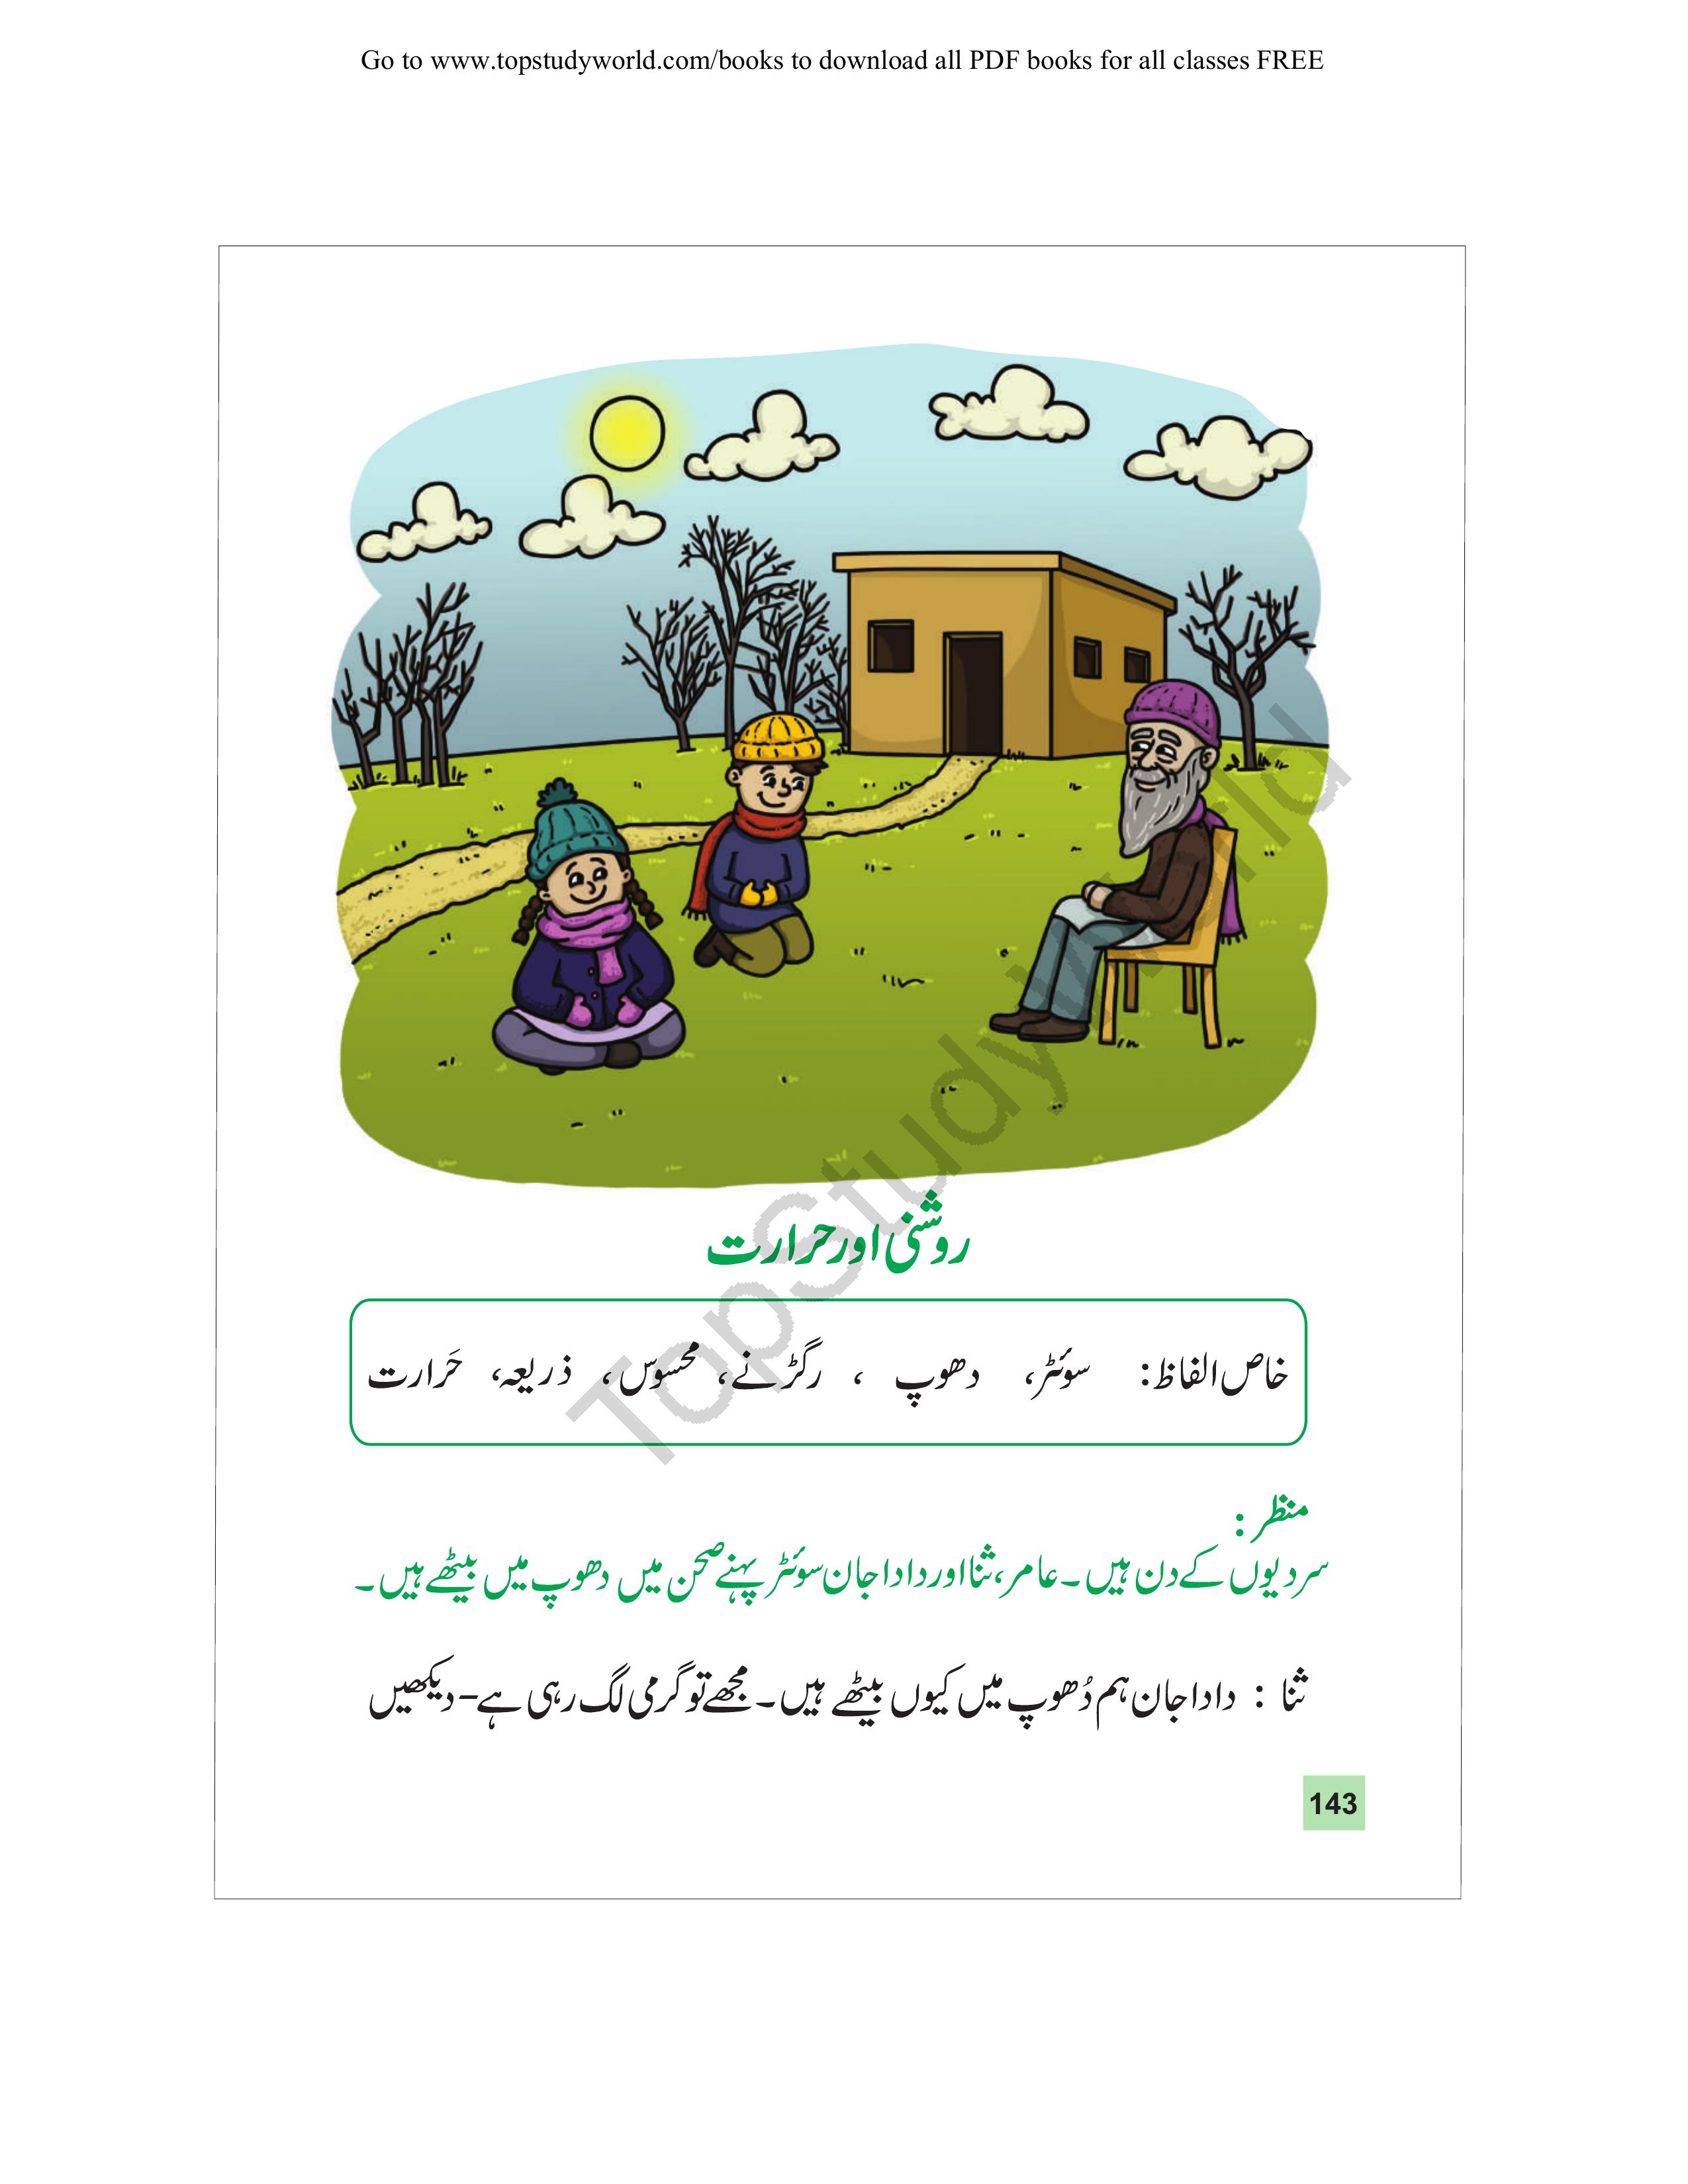 Go to www.topstudyworld.com/books to download all PDF books for all classes FREE
روشنی اور حرارت
خاص الفاظ: سوئٹر، دھوپ ، رگڑنے، محسوس، ذریعہ، حَرارت
منظر :
سردیوں کے دن ہیں۔ عامر، ثنا اور دادا جان سوئٹر پہنے صحن میں دھوپ میں بیٹھے ہیں۔
ثنا : دادا جان ہم دُھوپ میں کیوں بیٹھے ہیں۔ مجھے تو گرمی لگ رہی ہے– دیکھیں
143
TopStudyWorld